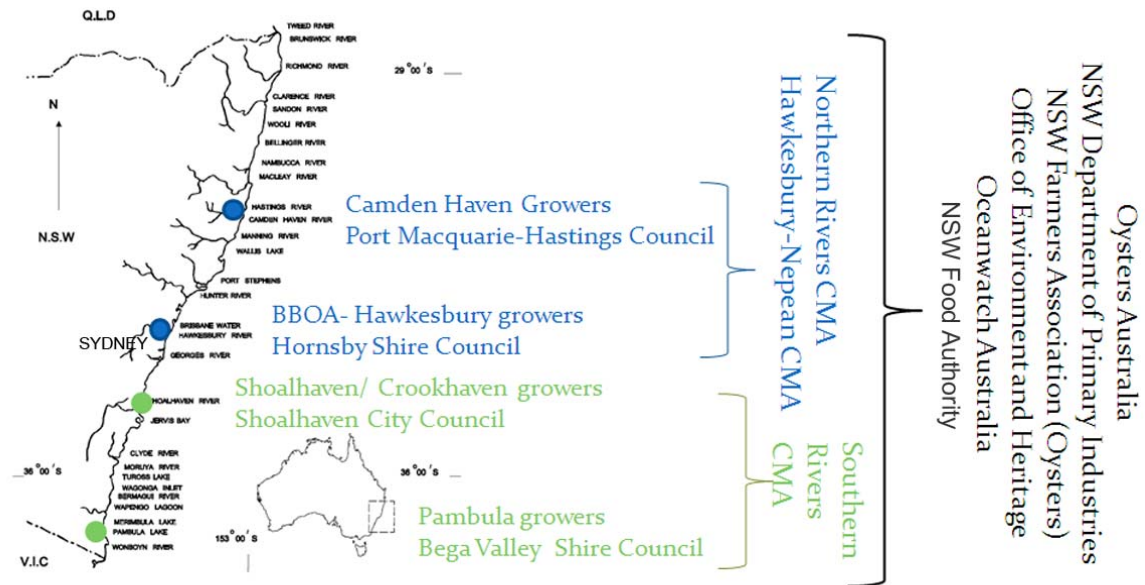 Q.L.D
TWEED RIVER
BRUNSWICK RIVER
RICHMOND RIVER
29°00'S
N
CLARENCE RIVER
SANDON RIVER
WOOLI RIVER
BELLINGER RIVER
NAMBUCCA RIVER
MACLEAY RIVER
HASTINGS RIVER
CAMDEN HAVEN RIVER
N.S.W
MANNING RIVER
WALLIS LAKE
PORT STEPHENS
HUNTER RIVER
BRISBANE WATER
HAWKESBURY RIVER
SYDNEY
GEORGES RIVER
HOALHAVEN RIVER
JERVIS BAY
CLYDE RIVER
MORUYA RIVER
TUROSS LAKE
WAGONGA INLET
BERMAGUI RIVER
WAPENGO LAGOON
MERIMBULA LAKE
PAMBULA LAKE
WONBOYN RIVER
V.I.C
36°00'S
36°00'S
153°00'S
Camden Haven Growers
Port Macquarie-Hastings Council
BBOA- Hawkesbury growers
Hornsby Shire Council
Shoalhaven/ Crookhaven growers
Shoalhaven City Council
Pambula growers
Bega Valley Shire Council
Northern Rivers CMA
Hawkesbury-Nepean CMA
Southern
Rivers
CMA
Oysters Australia
NSW Department of Primary Industries
NSW Farmers Association (Oysters)
Office of Environment and Heritage
Oceanwatch Australia
NSW Food Authority